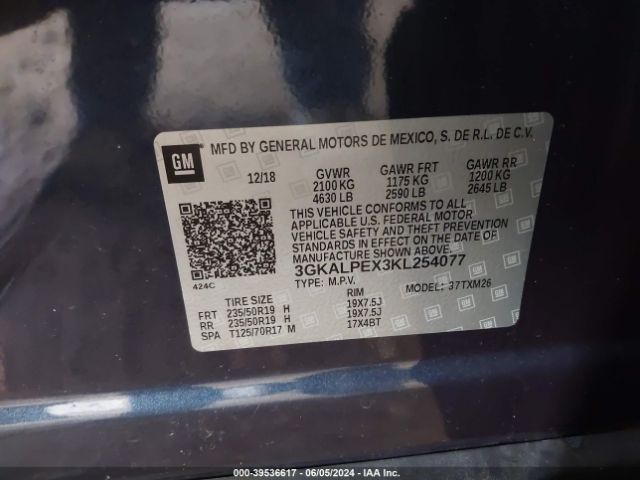 MFD BY GENERAL MOTORS DE MEXICO, S. DE R.L. DE C.V.
GM
12/18 GVWR GAWR FRT GAWR RR
2100 KG 1175 KG 1200 KG
4630 LB 2590 LB 2645 LB
THIS VEHICLE CONFORMS TO ALL
APPLICABLE U.S. FEDERAL MOTOR
VEHICLE SAFETY AND THEFT PREVENTION
STANDARDS IN EFFECT ON THE DATE OF
MANUFACTURE SHOWN ABOVE.
3GKALPEX3KL254077
424C
TYPE: M.P.V. MODEL: 37TXM26
TIRE SIZE RIM
FRT 235/50R19 H 19X7.5J
RR 235/50R19 H 19X7.5J
SPA T125/70R17 M 17X4BT
000-39536617 - 06/05/2024 - IAA Inc.